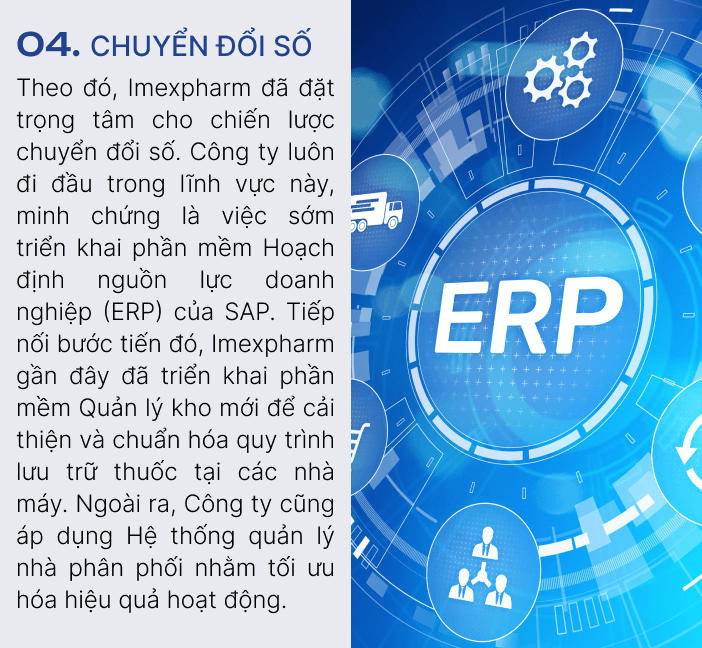 04. CHUYỂN ĐỔI SỐ
Theo đó, Imexpharm đã đặt
trọng tâm cho chiến lược
chuyển đổi số. Công ty luôn
đi đầu trong lĩnh vực này,
minh chứng là việc sớm
triển khai phần mềm Hoạch
định nguồn lực doanh
nghiệp (ERP) của SAP. Tiếp
nối bước tiến đó, Imexpharm
gần đây đã triển khai phần
mềm Quản lý kho mới để cải
thiện và chuẩn hóa quy trình
lưu trữ thuốc tại các nhà
máy. Ngoài ra, Công ty cũng
áp dụng Hệ thống quản lý
nhà phân phối nhằm tối ưu
hóa hiệu quả hoạt động.
ERP